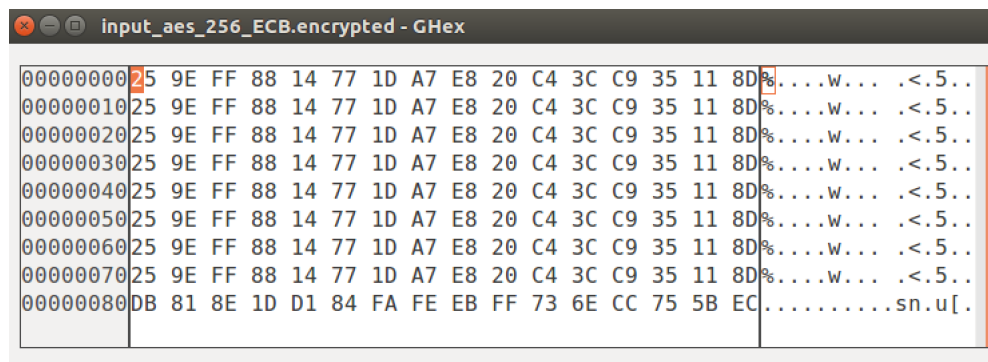 input_aes_256_ECB.encrypted - GHex
00000000 25 9E FF 88 14 77 1D A7 E8 20 C4 3C C9 35 11 8D %....w... .<.5..
00000010 25 9E FF 88 14 77 1D A7 E8 20 C4 3C C9 35 11 8D %....w... .<.5..
00000020 25 9E FF 88 14 77 1D A7 E8 20 C4 3C C9 35 11 8D %....w... .<.5..
00000030 25 9E FF 88 14 77 1D A7 E8 20 C4 3C C9 35 11 8D %....w... .<.5..
00000040 25 9E FF 88 14 77 1D A7 E8 20 C4 3C C9 35 11 8D %....w... .<.5..
00000050 25 9E FF 88 14 77 1D A7 E8 20 C4 3C C9 35 11 8D %....w... .<.5..
00000060 25 9E FF 88 14 77 1D A7 E8 20 C4 3C C9 35 11 8D %....w... .<.5..
00000070 25 9E FF 88 14 77 1D A7 E8 20 C4 3C C9 35 11 8D %....w... .<.5..
00000080 DB 81 8E 1D D1 84 FA FE EB FF 73 6E CC 75 5B EC ..........sn.u[.